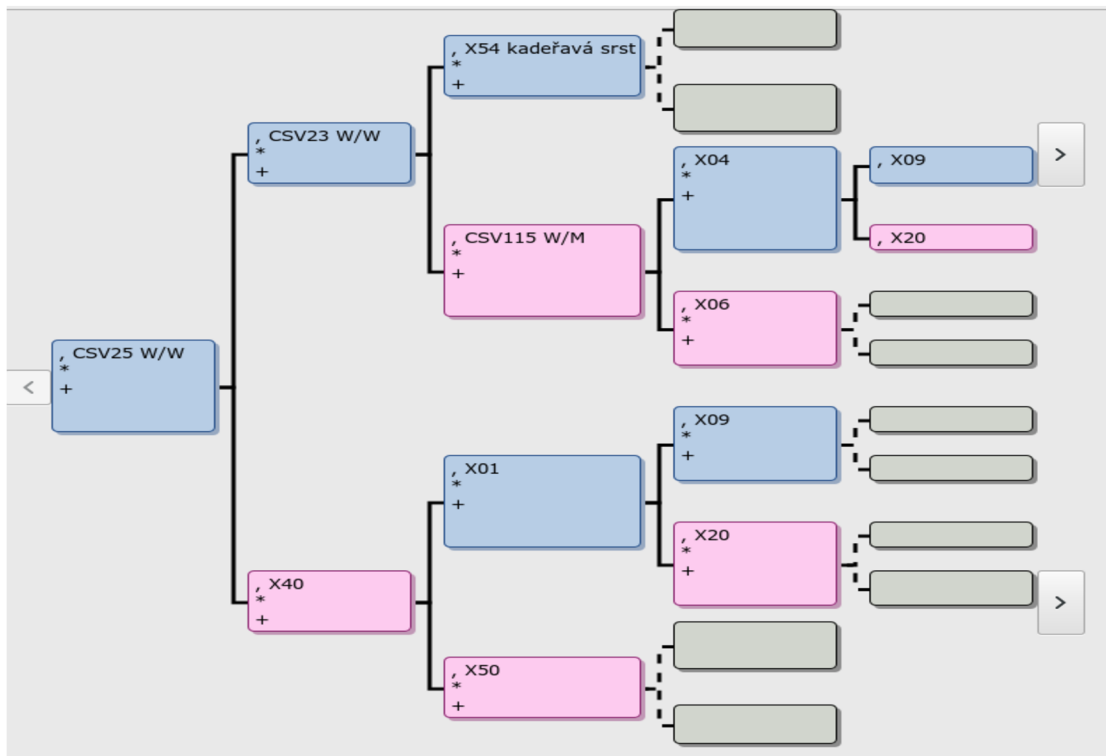 , X54 kadeřavá srst
*
+
, CSV23 W/W
*
+
, X04
*
+
, X09
>
, CSV115 W/M
*
+
, X20
, X06
*
+
, CSV25 W/W
*
+
<
, X09
*
+
, X01
*
+
, X20
*
+
, X40
*
+
>
, X50
*
+